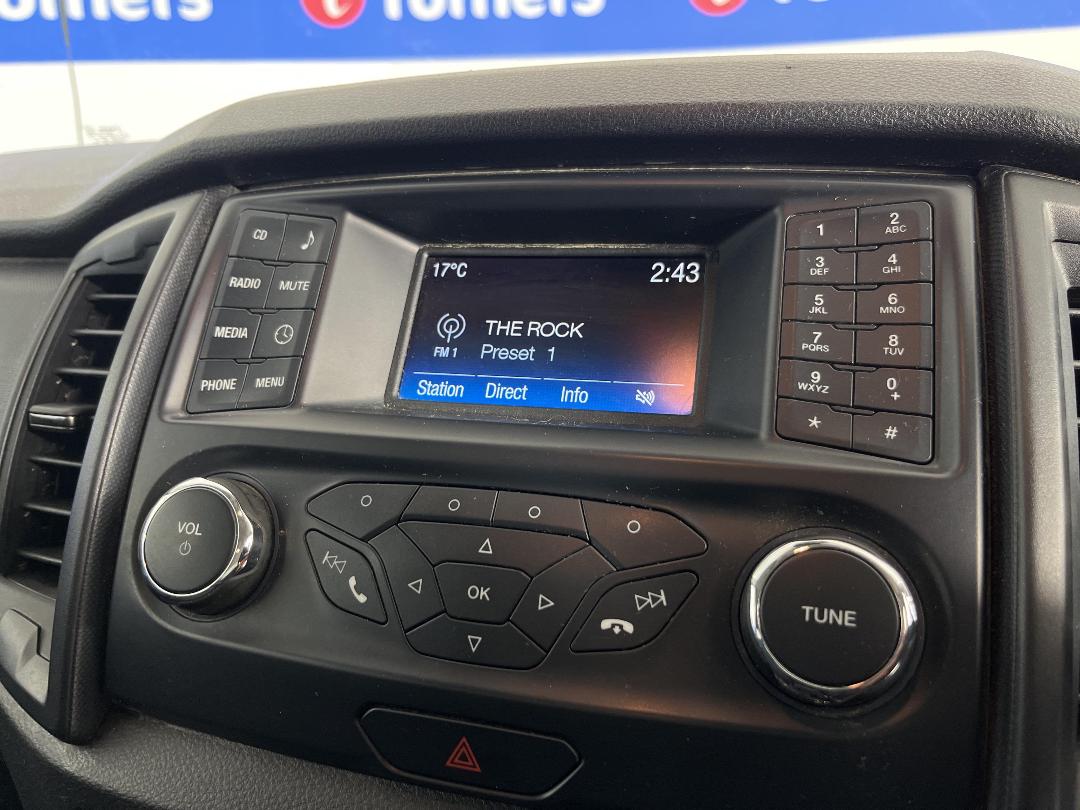 Tomers
17°C 2:43
THE ROCK
FM 1 Preset 1
Station Direct Info
CD
RADIO MUTE
MEDIA
PHONE MENU
1 2 ABC
3 DEF 4 GHI
5 JKL 6 MNO
7 PQRS 8 TUV
9 WXYZ 0 +
* #
VOL
OK
TUNE